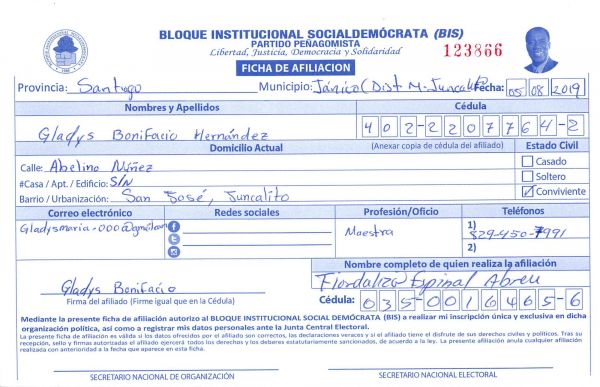 BLOQUE INSTITUCIONAL SOCIALDEMÓCRATA (BIS)
PARTIDO PEÑAGOMISTA
Libertad, Justicia, Democracia y Solidaridad
123866
FICHA DE AFILIACION
Provincia: Santiago Municipio: Jánico (Dist M. Juncalito Fecha: 05 08 2019
Nombres y Apellidos Cédula
Gladys Bonifacio Hernández 402-2207764-2
Domicilio Actual (Anexar copia de cédula del afiliado) Estado Civil
Calle: Abelino Núñez Casado
#Casa / Apt. / Edificio: S/N Soltero
Barrio / Urbanización: San José, Juncalito Conviviente
Correo electrónico Redes sociales Profesión/Oficio Teléfonos
Gladysmaria-000@gmail.com Maestra 1) 829-450-7991
2)
Nombre completo de quien realiza la afiliación
Gladys Bonifacio Fiordaliza Espinal Abreu
Firma del afiliado (Firme igual que en la Cédula) Cédula: 035-0016465-6
Mediante la presente ficha de afiliación autorizo al BLOQUE INSTITUCIONAL SOCIAL DEMÓCRATA (BIS) a realizar mi inscripción única y exclusiva en dicha
organización política, así como a registrar mis datos personales ante la Junta Central Electoral.
La presente ficha de afiliación es válida si los datos ofrecidos por el afiliado son correctos, las declaraciones veraces y si el afiliado tiene el disfrute de sus derechos civiles y políticos. Tras su
recepción, sello y firmas autorizadas el afiliado ejercerá todos los derechos y los deberes estatutariamente sancionados, de acuerdo a la ley. La presente afiliación anula cualquier afiliación
realizada con anterioridad a la fecha que aparece en esta ficha.
SECRETARIO NACIONAL DE ORGANIZACIÓN SECRETARIO NACIONAL ELECTORAL